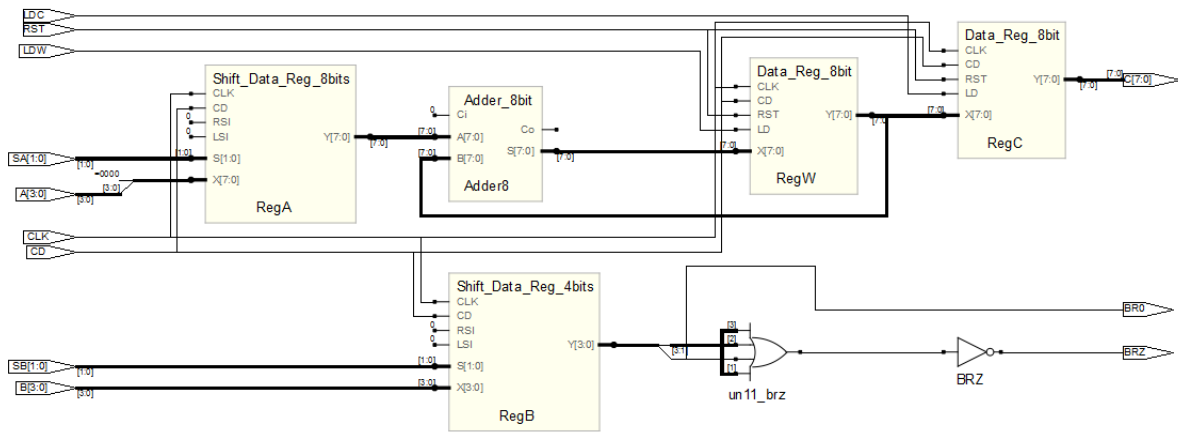 LDC
RST
LDW
Shift_Data_Reg_8bits
CLK
CD
0 RSI
0 LSI
[1:0] S[1:0]
X[7:0]
Y[7:0]
[7:0]
RegA
SA[1:0]
[1:0]
=0000
[3:0]
A[3:0]
[3:0]
CLK
CD
Adder_8bit
0 Ci
Co
[7:0] A[7:0]
[7:0] B[7:0]
S[7:0]
[7:0]
Adder8
Data_Reg_8bit
CLK
CD
RST
LD
[7:0] X[7:0]
Y[7:0]
[7:0]
RegW
Data_Reg_8bit
CLK
CD
RST
LD
[7:0] X[7:0]
Y[7:0]
[7:0]
RegC
[7:0] C[7:0]
Shift_Data_Reg_4bits
CLK
CD
0 RSI
0 LSI
[1:0] S[1:0]
[3:0] X[3:0]
Y[3:0]
RegB
SB[1:0]
[1:0]
B[3:0]
[3:0]
[3:1]
[3]
[2]
[1]
un11_brz
BRZ
BR0
BRZ